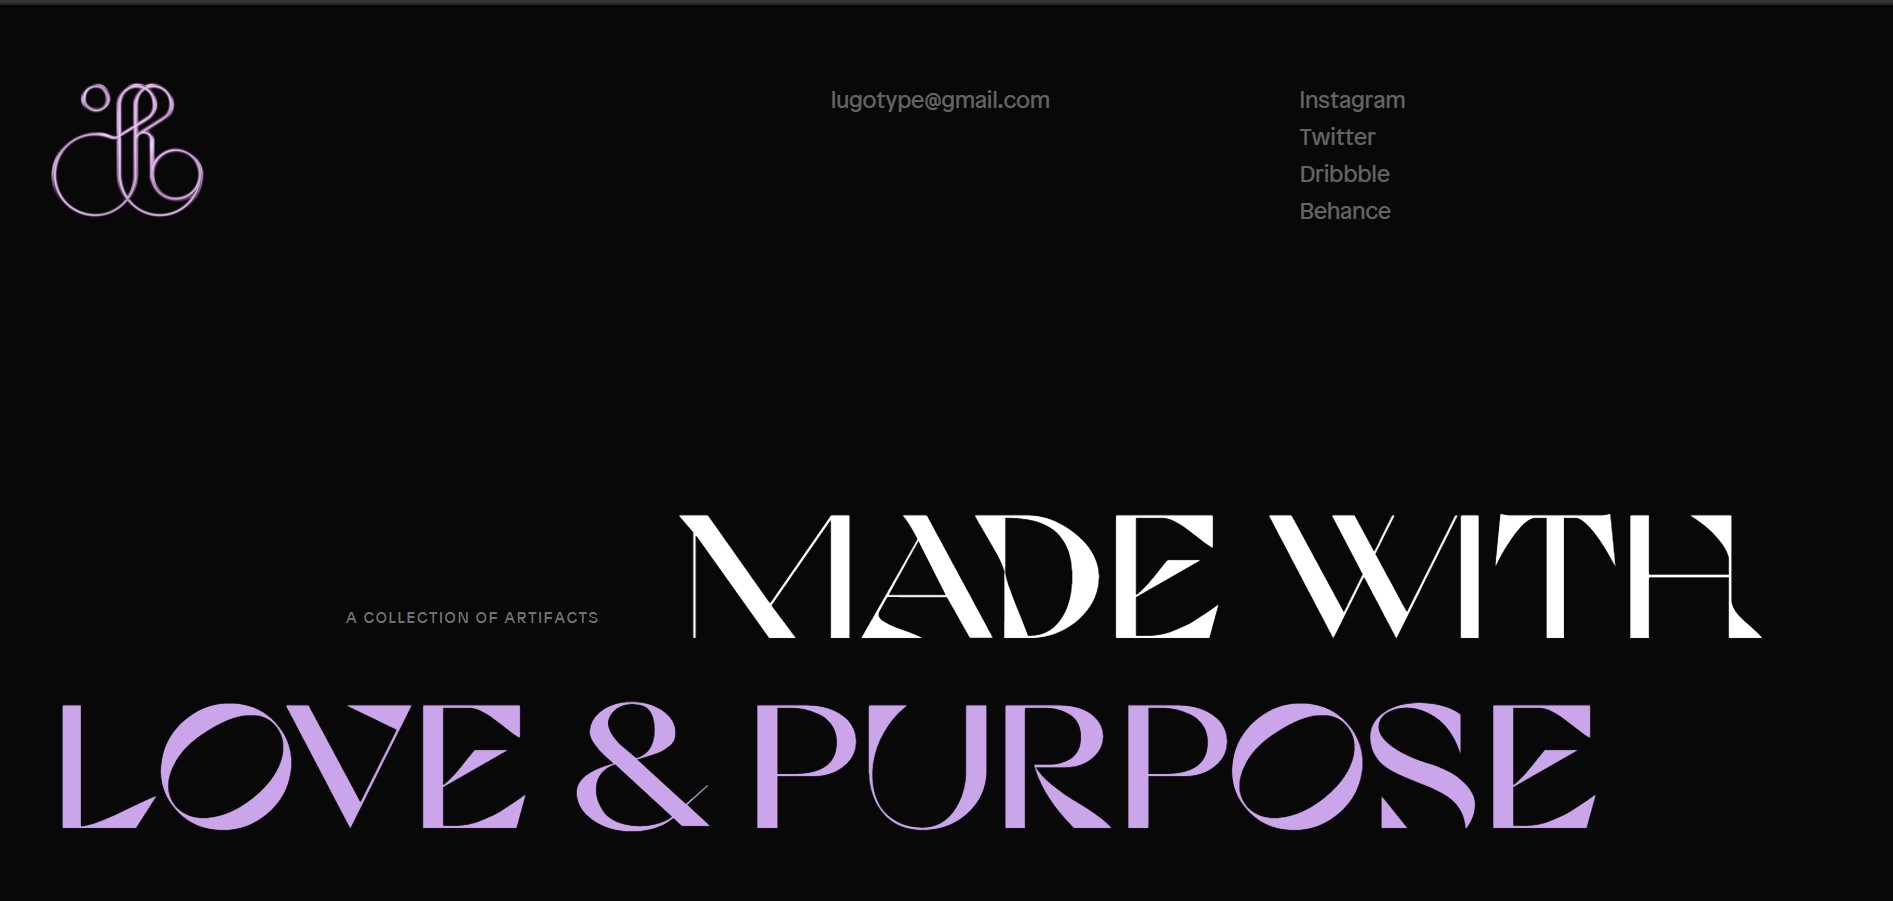 lugotype@gmail.com
Instagram
Twitter
Dribbble
Behance
A COLLECTION OF ARTIFACTS
MADE WITH
LOVE & PURPOSE